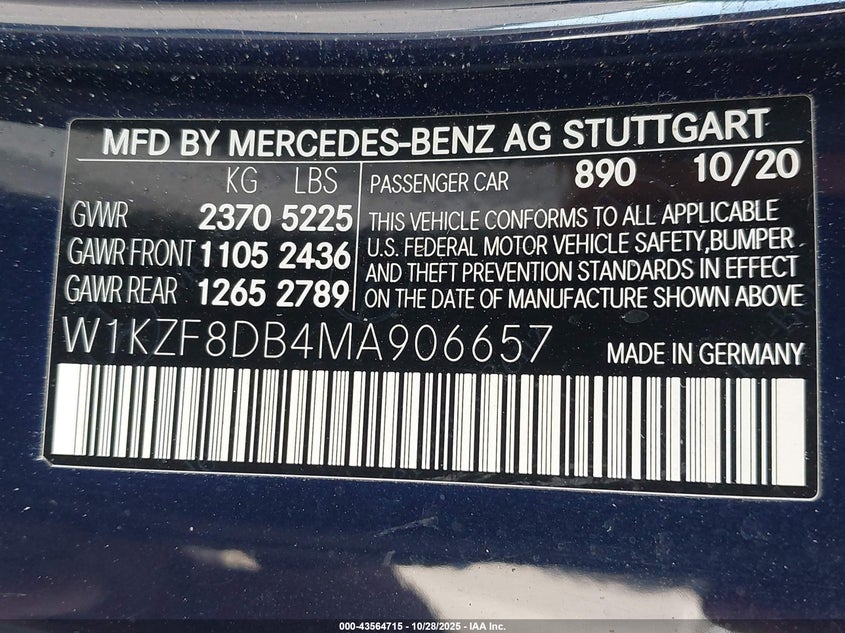 MFD BY MERCEDES-BENZ AG STUTTGART
KG LBS
GVWR 2370 5225
GAWR FRONT 1105 2436
GAWR REAR 1265 2789
PASSENGER CAR 890 10/20
THIS VEHICLE CONFORMS TO ALL APPLICABLE
U.S. FEDERAL MOTOR VEHICLE SAFETY,BUMPER
AND THEFT PREVENTION STANDARDS IN EFFECT
ON THE DATE OF MANUFACTURE SHOWN ABOVE
W1KZF8DB4MA906657 MADE IN GERMANY
000-43564715 | 10/28/2025 - IAA Inc.